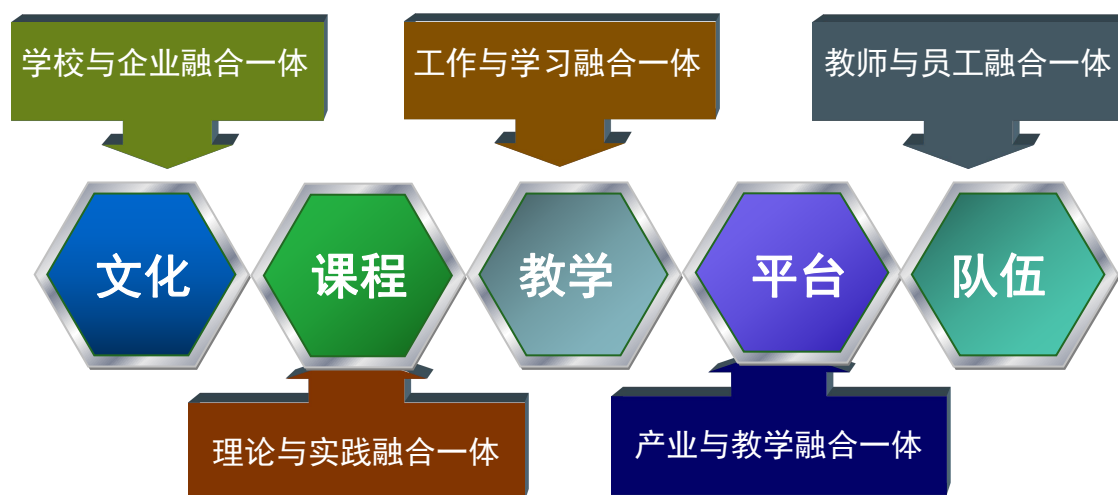 学校与企业融合一体
工作与学习融合一体
教师与员工融合一体
文化
课程
教学
平台
队伍
理论与实践融合一体
产业与教学融合一体